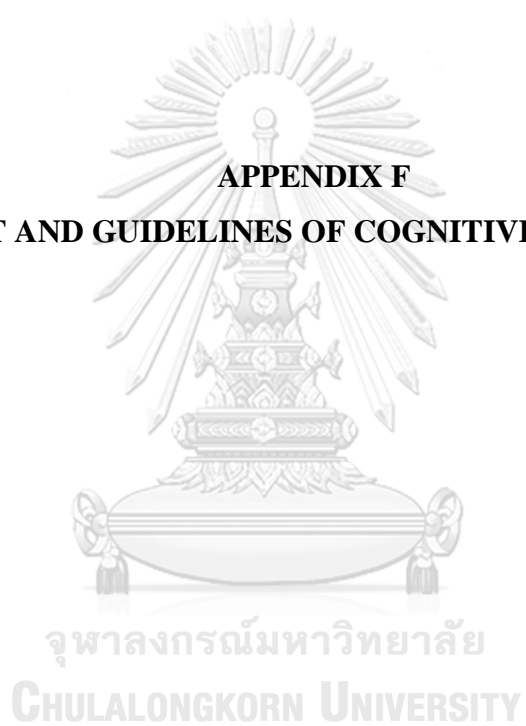 APPENDIX F
T AND GUIDELINES OF COGNITIVE
จุฬาลงกรณ์มหาวิทยาลัย
CHULALONGKORN UNIVERSITY